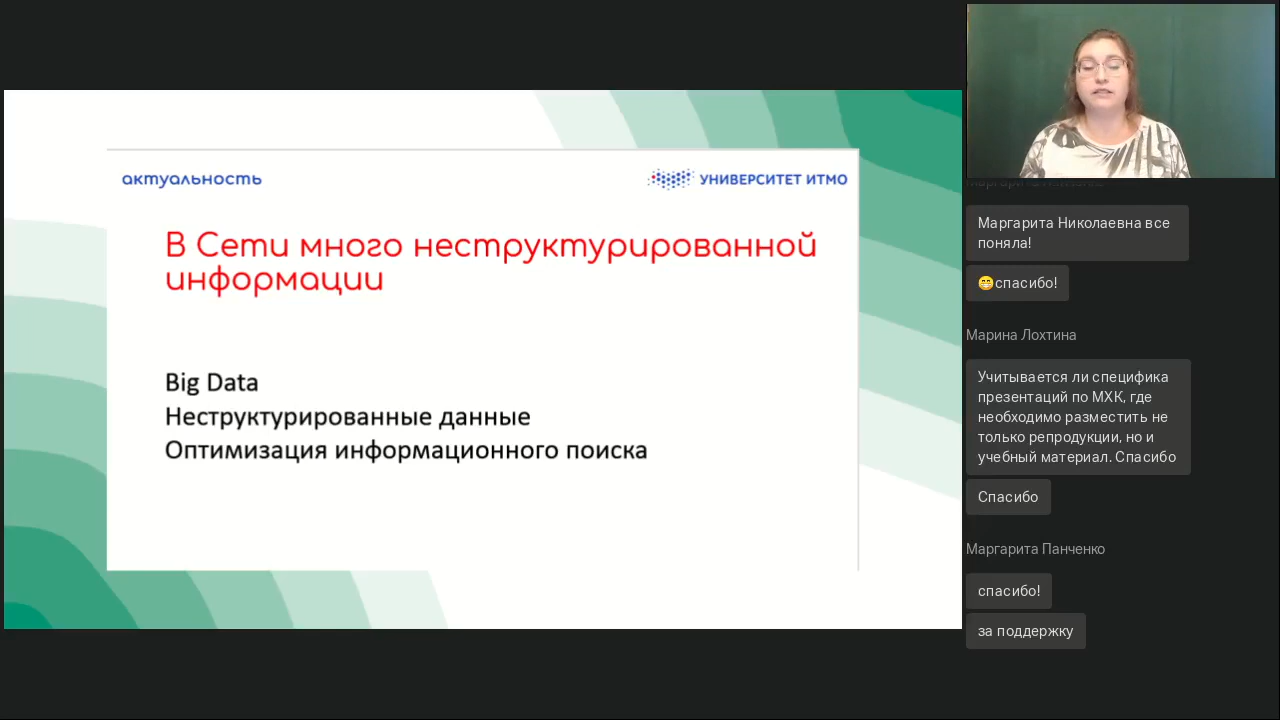 актуальность
УНИВЕРСИТЕТ ИТМО
В Сети много неструктурированной
информации
Big Data
Неструктурированные данные
Оптимизация информационного поиска
Маргарита Николаевна все
поняла!
😁спасибо!
Марина Лохтина
Учитывается ли специфика
презентаций по МХК, где
необходимо разместить не
только репродукции, но и
учебный материал. Спасибо
Спасибо
Маргарита Панченко
спасибо!
за поддержку